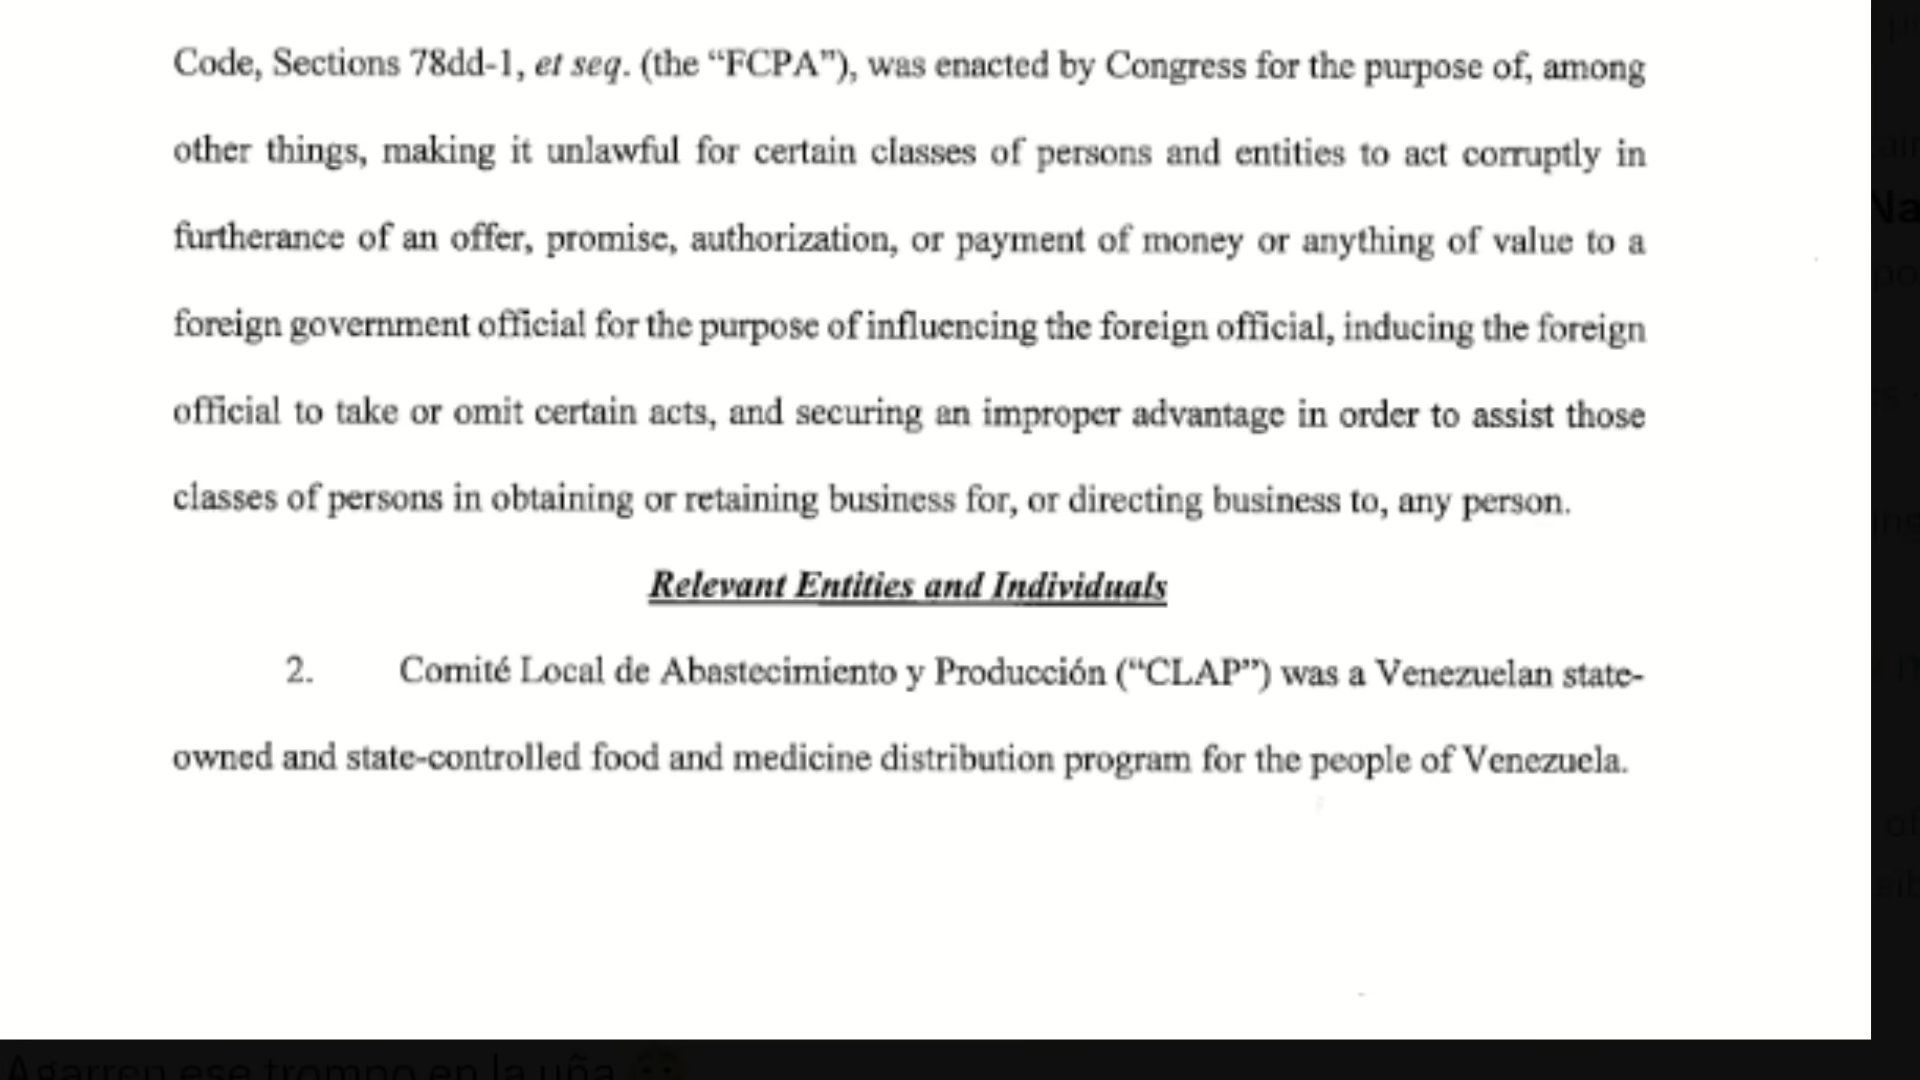 Code, Sections 78dd-1, et seq. (the “FCPA”), was enacted by Congress for the purpose of, among
other things, making it unlawful for certain classes of persons and entities to act corruptly in
furtherance of an offer, promise, authorization, or payment of money or anything of value to a
foreign government official for the purpose of influencing the foreign official, inducing the foreign
official to take or omit certain acts, and securing an improper advantage in order to assist those
classes of persons in obtaining or retaining business for, or directing business to, any person.
Relevant Entities and Individuals
2. Comité Local de Abastecimiento y Producción (“CLAP”) was a Venezuelan state-
owned and state-controlled food and medicine distribution program for the people of Venezuela.
Agarren ese trompo en la uña